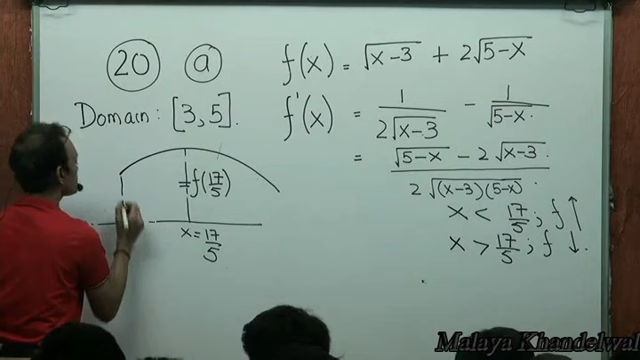 20 a f(x) = √x-3 + 2√5-x
Domain : [3, 5].
f'(x) = 1/2√x-3 - 1/√5-x.
= √5-x - 2√x-3 / 2√(x-3)(5-x).
= f(17/5)
x = 17/5
x < 17/5 ; f ↑
x > 17/5 ; f ↓.
Malaya Khandelwal